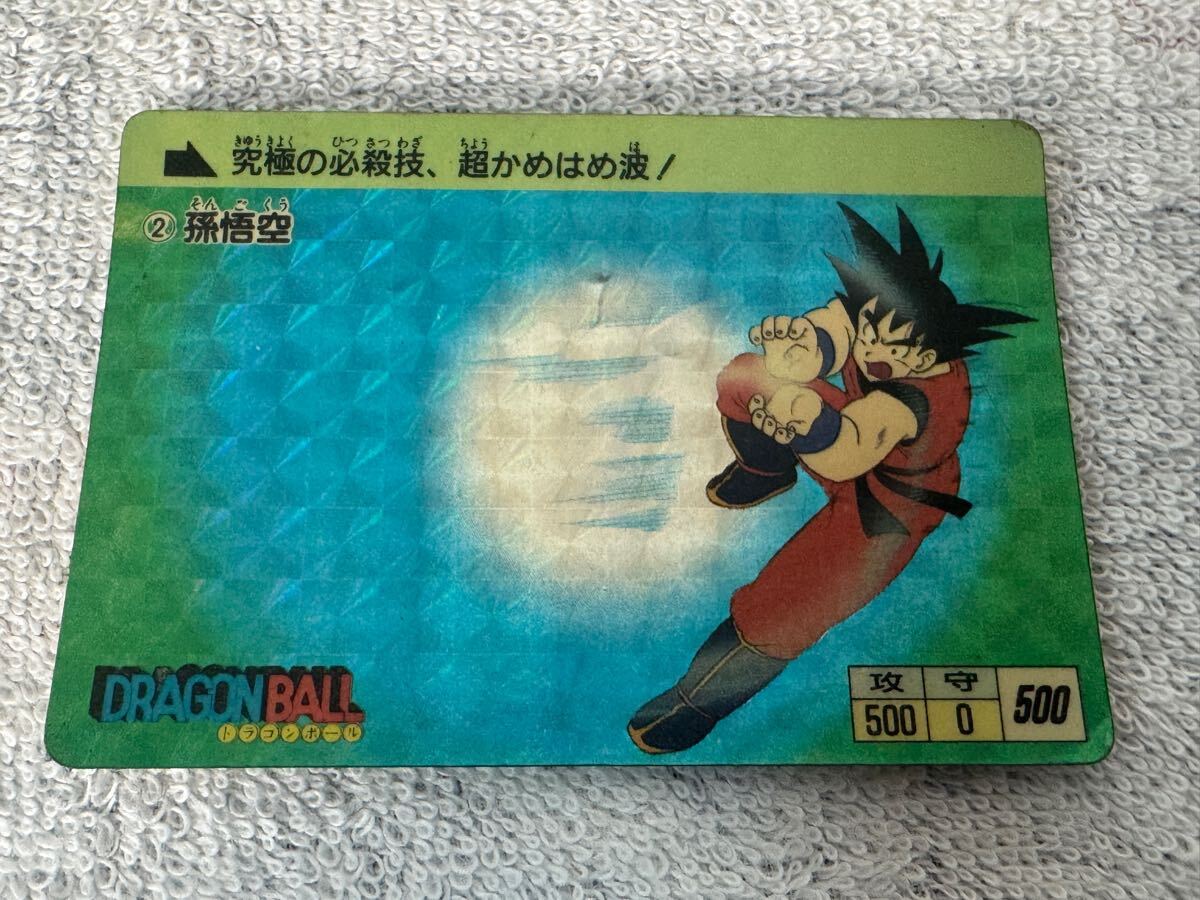 きゅうきょく ひっ さつ わざ ちょう は
究極の必殺技、超かめはめ波!
そん ご くう
② 孫悟空
DRAGONBALL
ドラゴンボール
攻 守
500 0 500